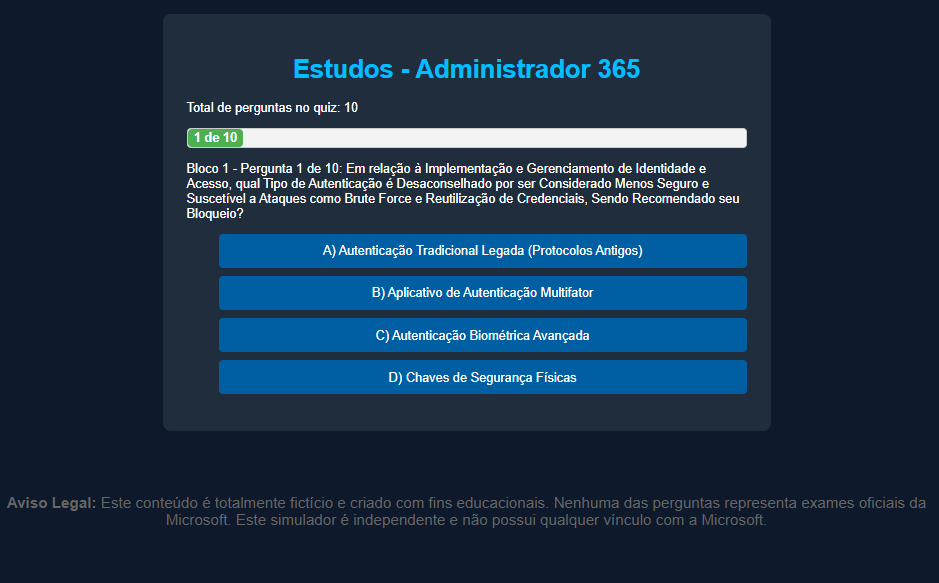 Estudos - Administrador 365
Total de perguntas no quiz: 10
1 de 10
Bloco 1 - Pergunta 1 de 10: Em relação à Implementação e Gerenciamento de Identidade e
Acesso, qual Tipo de Autenticação é Desaconselhado por ser Considerado Menos Seguro e
Suscetível a Ataques como Brute Force e Reutilização de Credenciais, Sendo Recomendado seu
Bloqueio?
A) Autenticação Tradicional Legada (Protocolos Antigos)
B) Aplicativo de Autenticação Multifator
C) Autenticação Biométrica Avançada
D) Chaves de Segurança Físicas
Aviso Legal: Este conteúdo é totalmente fictício e criado com fins educacionais. Nenhuma das perguntas representa exames oficiais da
Microsoft. Este simulador é independente e não possui qualquer vínculo com a Microsoft.